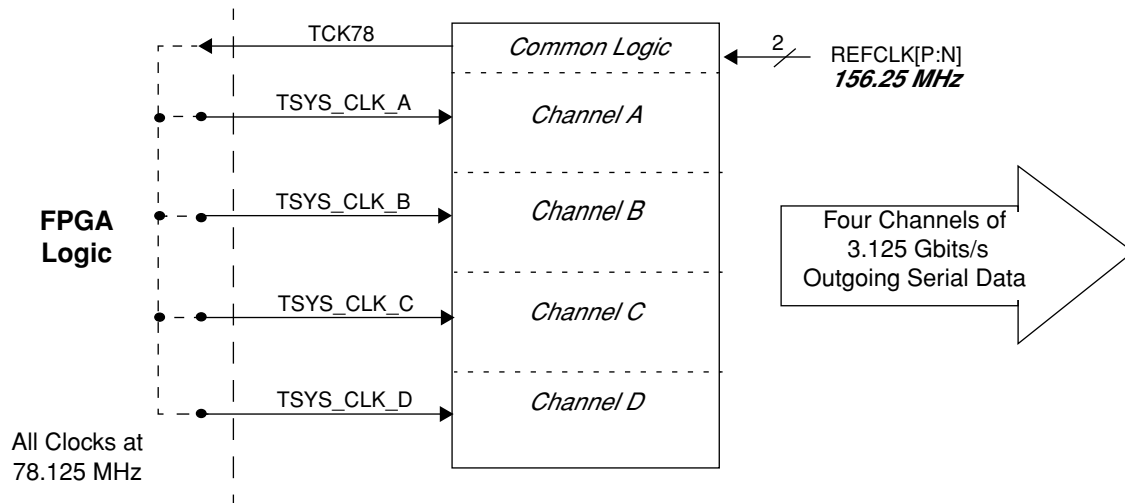 TCK78
Common Logic
2
REFCLK[P:N]
156.25 MHz
TSYS_CLK_A
Channel A
TSYS_CLK_B
Channel B
FPGA
Logic
Four Channels of
3.125 Gbits/s
Outgoing Serial Data
TSYS_CLK_C
Channel C
TSYS_CLK_D
Channel D
All Clocks at
78.125 MHz